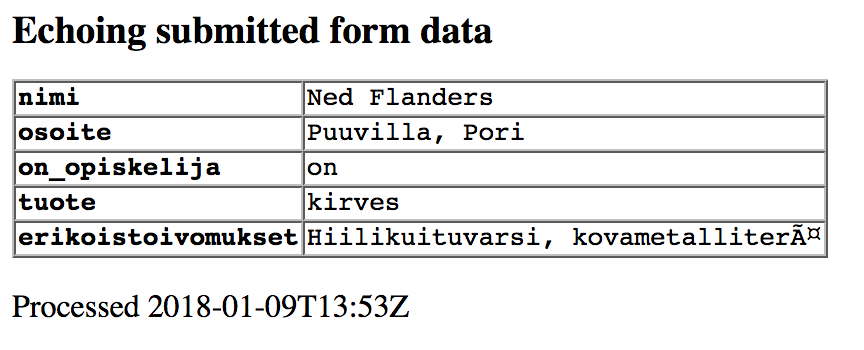 Echoing submitted form data
nimi Ned Flanders
osoite Puuvilla, Pori
on_opiskelija on
tuote kirves
erikoistoivomukset Hiilikuituvarsi, kovametalliterÃ¤
Processed 2018-01-09T13:53Z